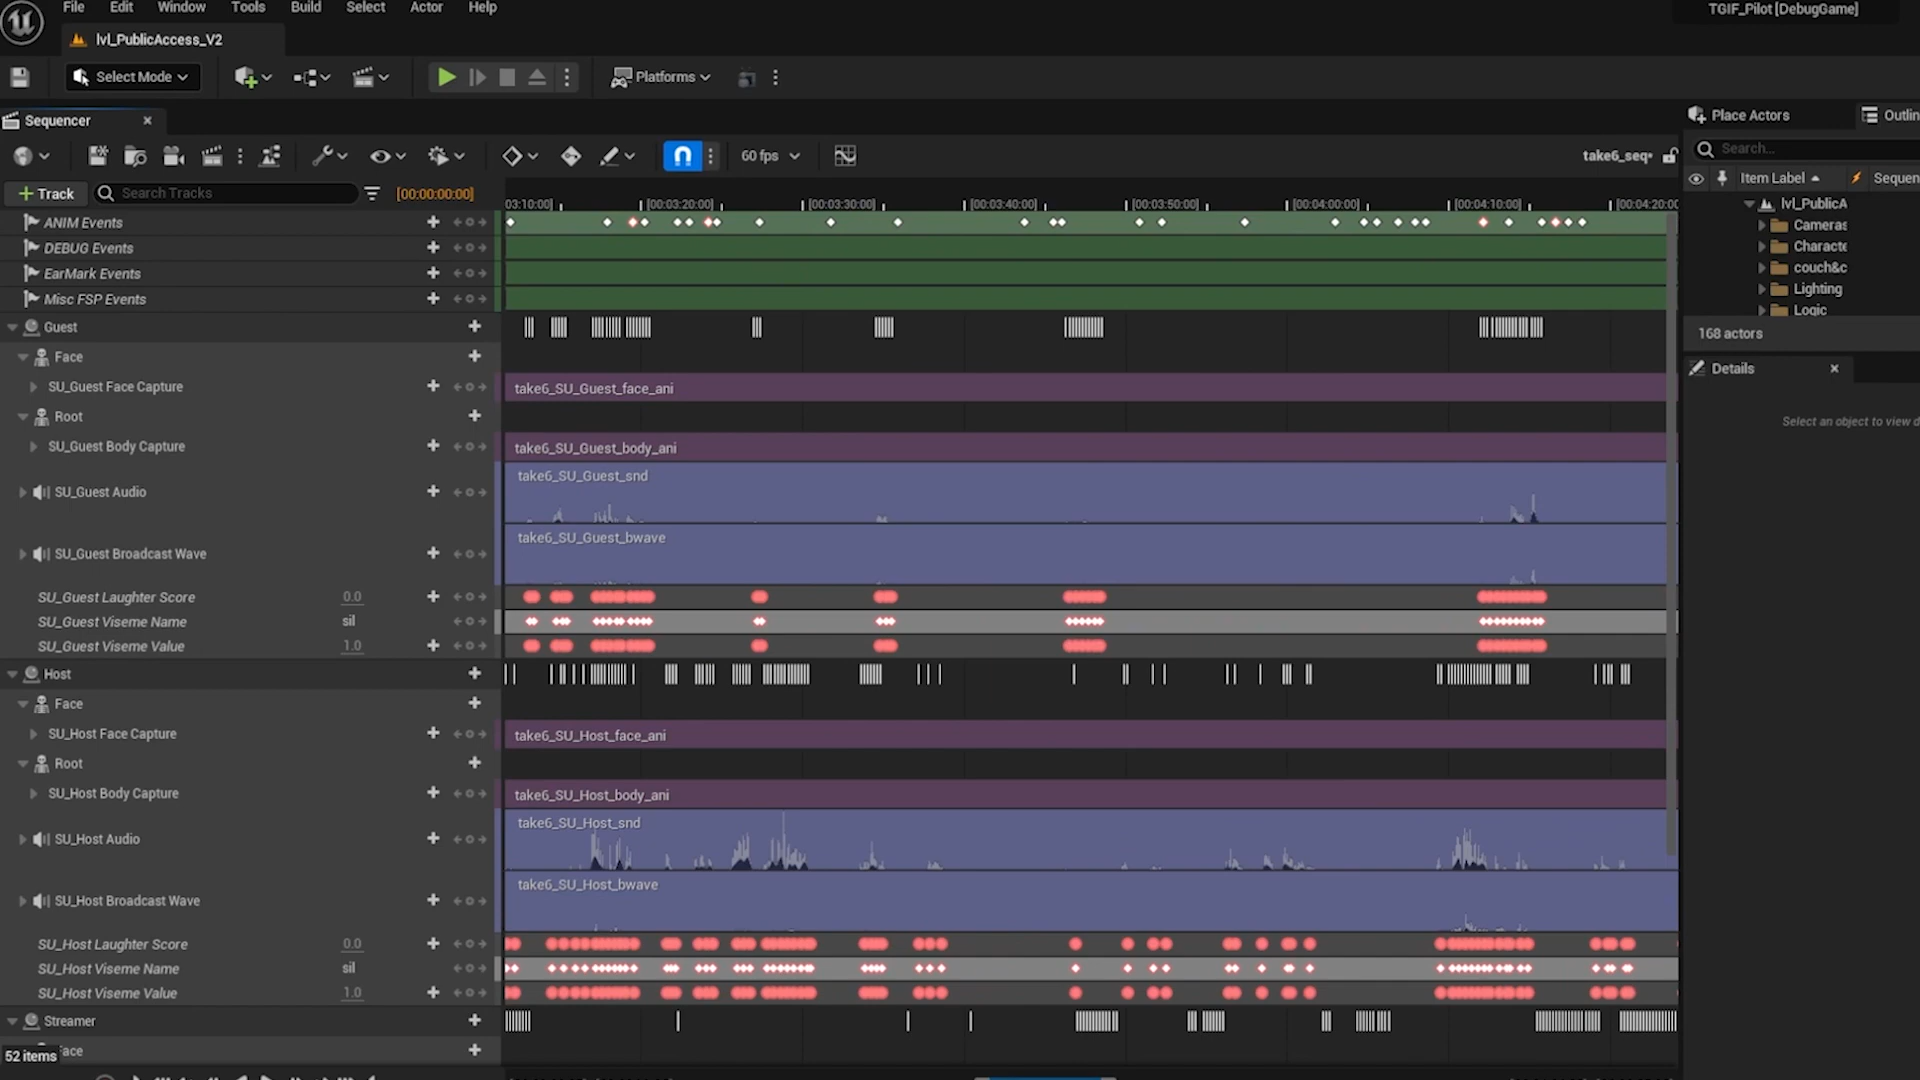 File Edit Window Tools Build Select Actor Help
TGIF_Pilot [DebugGame]
lvl_PublicAccess_V2
Select Mode
Platforms
Sequencer
Place Actors
Outlin
60 fps
take6_seq*
Search...
Track
Search Tracks
[00:00:00:00]
Item Label
Sequen
03:10:00]
[00:03:20:00]
[00:03:30:00]
[00:03:40:00]
[00:03:50:00]
[00:04:00:00]
[00:04:10:00]
[00:04:20:00
lvl_PublicA
Cameras
Characte
couch&c
Lighting
Logic
168 actors
Details
Select an object to view d
ANIM Events
DEBUG Events
EarMark Events
Misc FSP Events
Guest
Face
SU_Guest Face Capture
take6_SU_Guest_face_ani
Root
SU_Guest Body Capture
take6_SU_Guest_body_ani
take6_SU_Guest_snd
SU_Guest Audio
take6_SU_Guest_bwave
SU_Guest Broadcast Wave
SU_Guest Laughter Score 0.0
SU_Guest Viseme Name sil
SU_Guest Viseme Value 1.0
Host
Face
SU_Host Face Capture
take6_SU_Host_face_ani
Root
SU_Host Body Capture
take6_SU_Host_body_ani
take6_SU_Host_snd
SU_Host Audio
take6_SU_Host_bwave
SU_Host Broadcast Wave
SU_Host Laughter Score 0.0
SU_Host Viseme Name sil
SU_Host Viseme Value 1.0
Streamer
52 items
ace